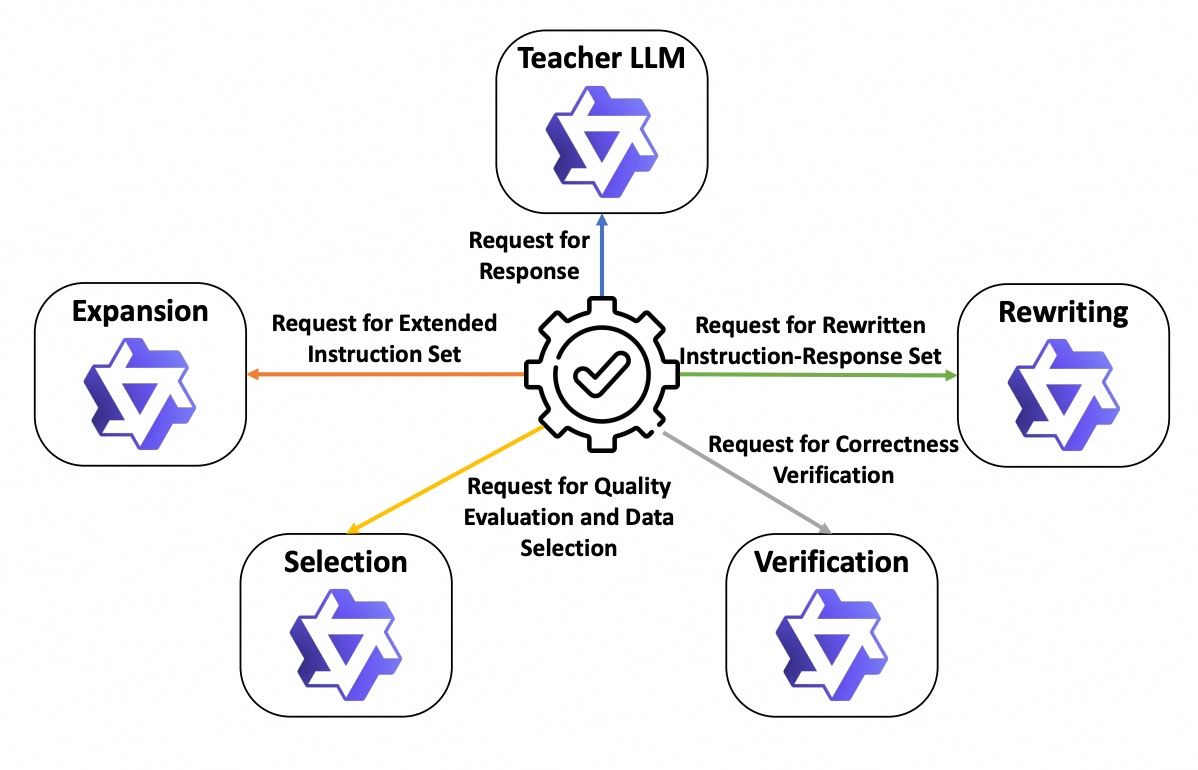 Teacher LLM
Request for
Response
Expansion
Request for Extended
Instruction Set
Request for Rewritten
Instruction-Response Set
Rewriting
Request for Correctness
Verification
Request for Quality
Evaluation and Data
Selection
Selection
Verification